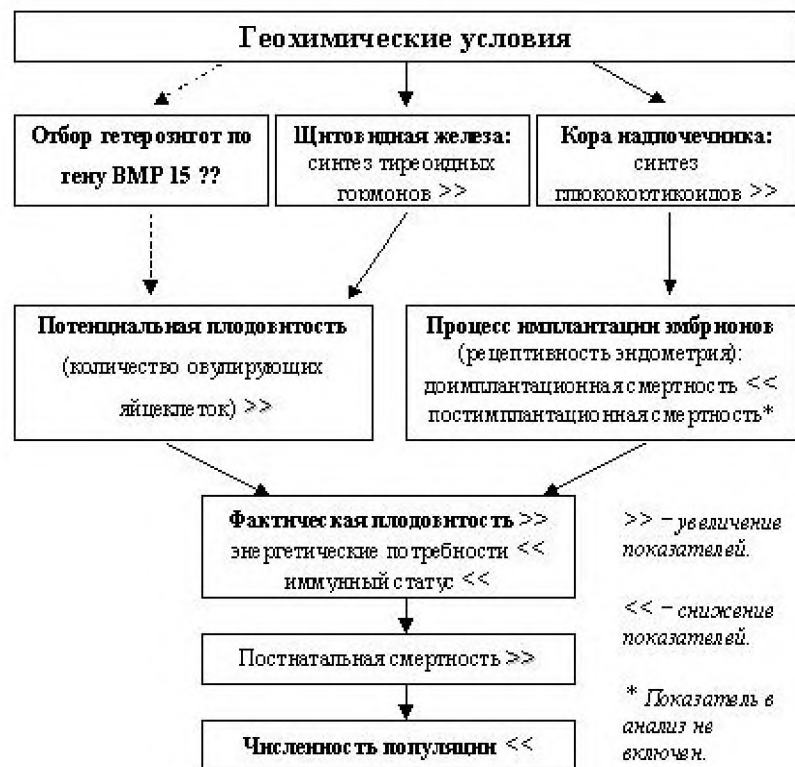 Геохимические условия
Отбор гетерозигот по
гену BMP 15 ??
Щитовидная железа:
синтез тиреоидных
гормонов >>
Кора надпочечника:
синтез
глюкокортикоидов >>
Потенциальная плодовитость
(количество овулирующих
яйцеклеток) >>
Процесс имплантации эмбрионов
(рецептивность эндометрия):
доимплантационная смертность <<
постимплантационная смертность*
Фактическая плодовитость >>
энергетические потребности <<
иммунный статус <<
Постнатальная смертность >>
Численность популяции <<
>> – увеличение
показателей.
<< – снижение
показателей.
* Показатель в
анализ не
включен.